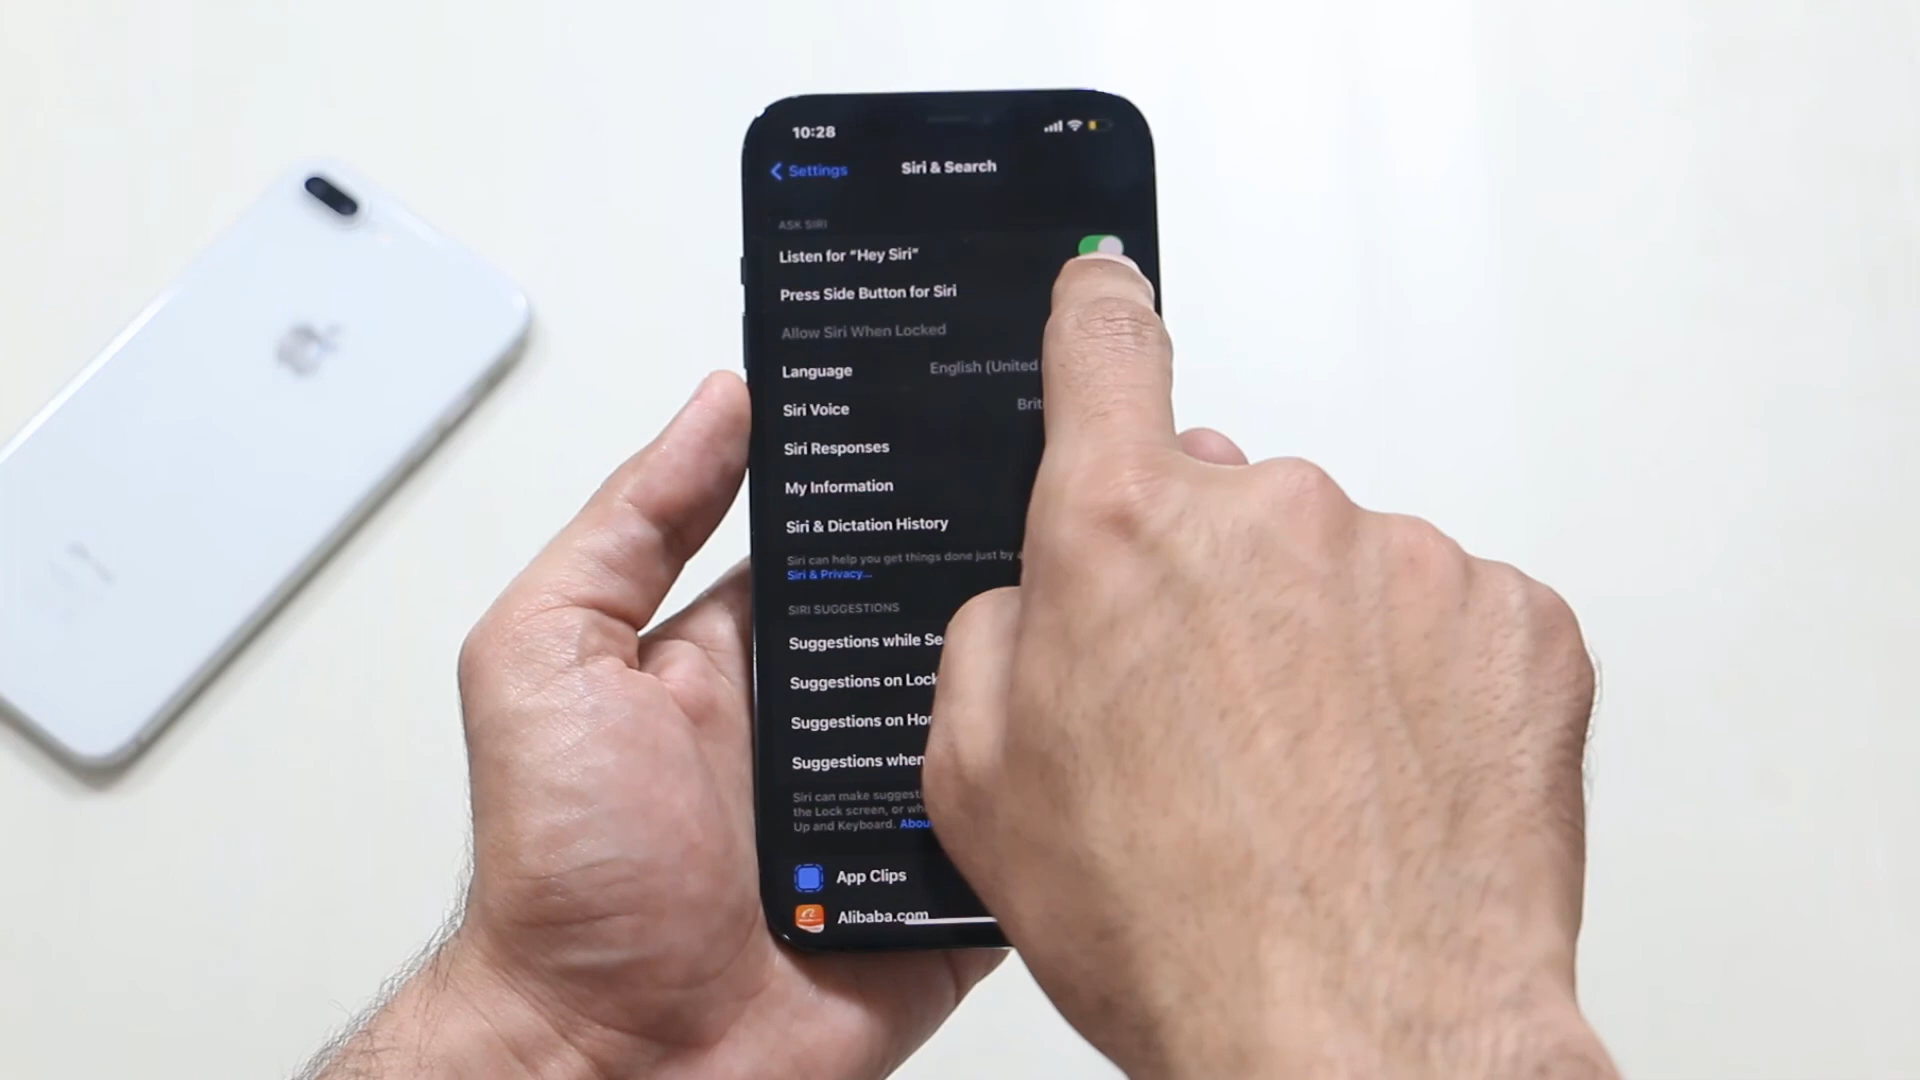 10:28
Settings
Siri & Search
ASK SIRI
Listen for “Hey Siri”
Press Side Button for Siri
Allow Siri When Locked
Language English (United
Siri Voice Brit
Siri Responses
My Information
Siri & Dictation History
Siri can help you get things done just by a
Siri & Privacy...
SIRI SUGGESTIONS
Suggestions while Se
Suggestions on Lock
Suggestions on Ho
Suggestions when
Siri can make suggesti
the Lock screen, or wh
Up and Keyboard. Abou
App Clips
Alibaba.com